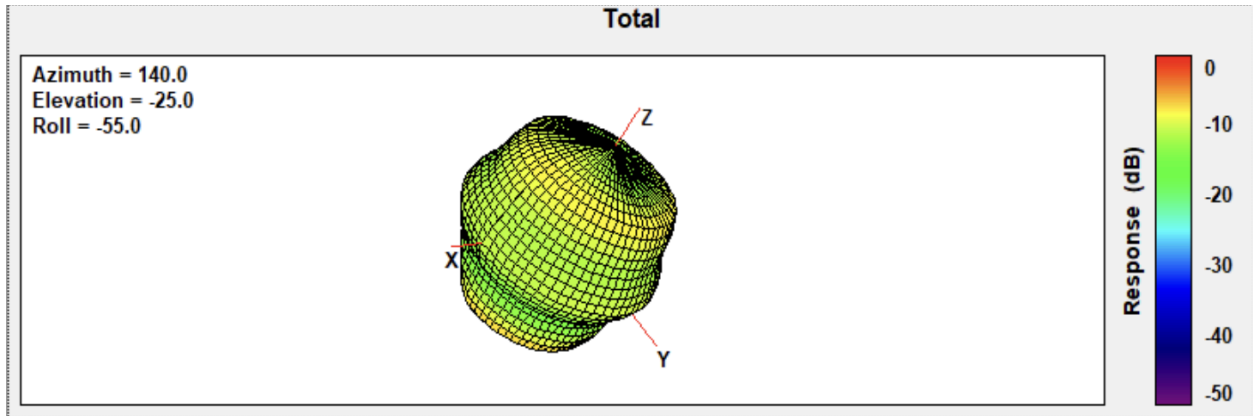 Total
Azimuth = 140.0
Elevation = -25.0
Roll = -55.0
Z
X
Y
Response (dB)
0
-10
-20
-30
-40
-50